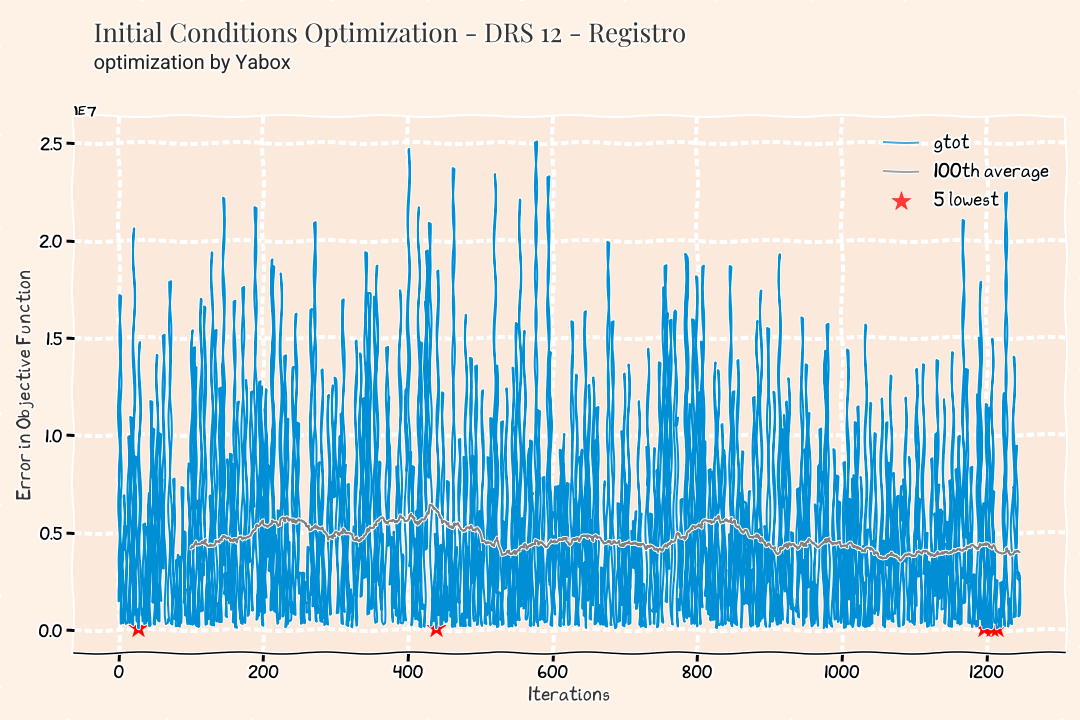 Initial Conditions Optimization - DRS 12 - Registro
optimization by Yabox
1E7
2.5
2.0
1.5
1.0
0.5
0.0
Error in Objective Function
gtot
100th average
5 lowest
0
200
400
600
800
1000
1200
Iterations